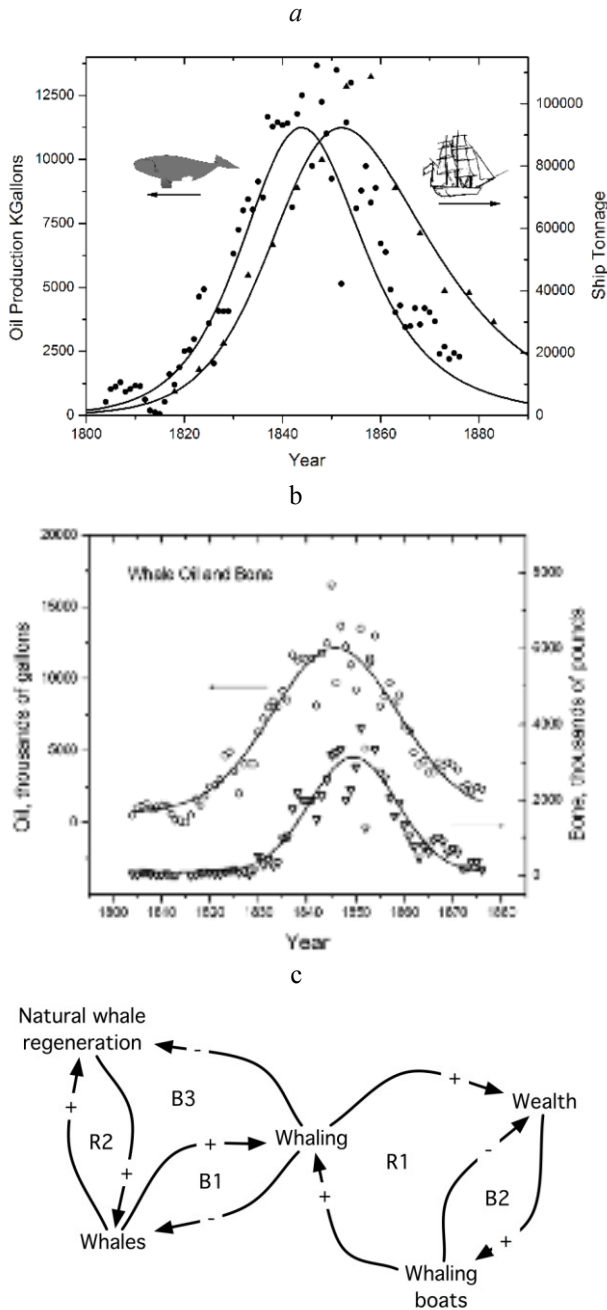 a
12500
10000
7500
5000
2500
0
Oil Production KGallons
100000
80000
60000
40000
20000
0
Ship Tonnage
1800
1820
1840
1860
1880
Year
b
20000
15000
10000
5000
0
Oil, thousands of gallons
Whale Oil and Bone
8000
6000
4000
2000
0
Bone, thousands of pounds
1800
1810
1820
1830
1840
1850
1860
1870
1880
Year
c
Natural whale
regeneration
-
+
B3
Wealth
+
+
Whaling
-
R2
R1
+
B1
+
B2
-
+
Whales
Whaling
boats